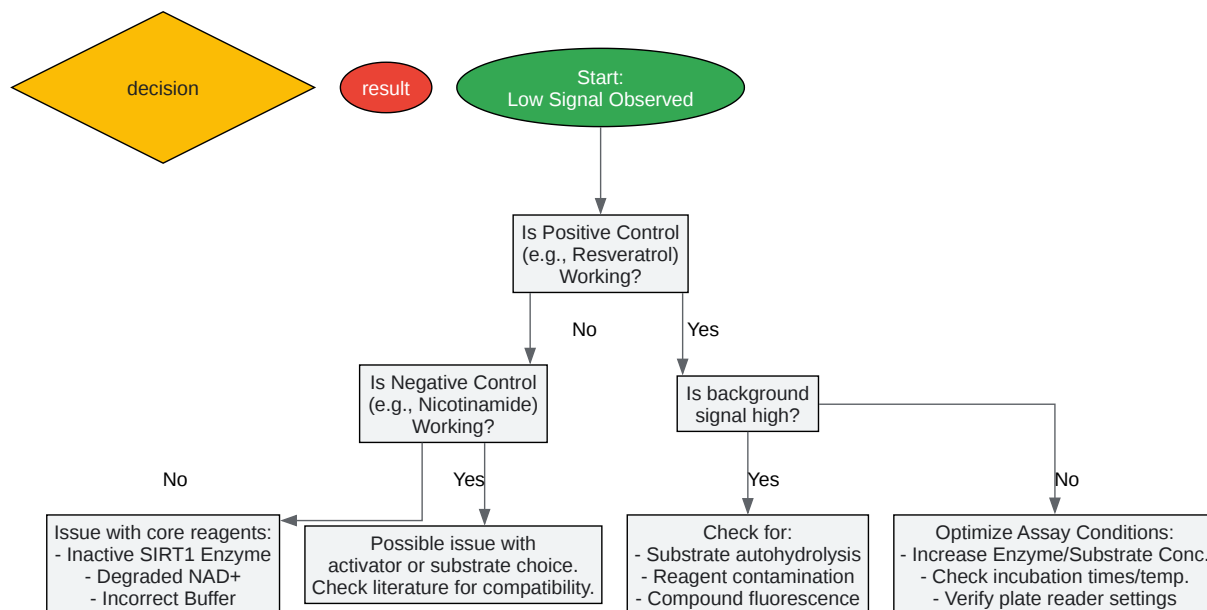 decision
result
Start:
Low Signal Observed
Is Positive Control
(e.g., Resveratrol)
Working?
No
Yes
Is Negative Control
(e.g., Nicotinamide)
Working?
Is background
signal high?
No
Yes
Yes
No
Issue with core reagents:
- Inactive SIRT1 Enzyme
- Degraded NAD+
- Incorrect Buffer
Possible issue with
activator or substrate choice.
Check literature for compatibility.
Check for:
- Substrate autohydrolysis
- Reagent contamination
- Compound fluorescence
Optimize Assay Conditions:
- Increase Enzyme/Substrate Conc.
- Check incubation times/temp.
- Verify plate reader settings